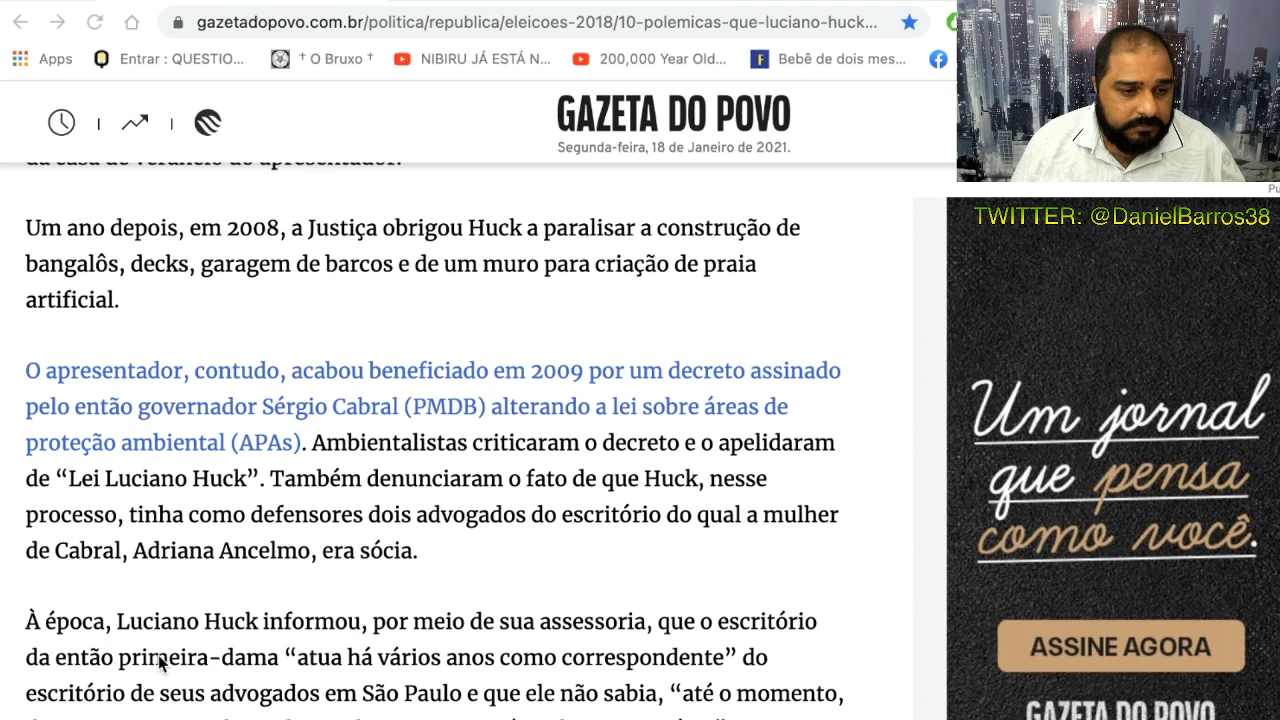 gazetadopovo.com.br/politica/republica/eleicoes-2018/10-polemicas-que-luciano-huck...
Apps Entrar : QUESTIO... † O Bruxo † NIBIRU JÁ ESTÁ N... 200,000 Year Old... Bebê de dois mes...
GAZETA DO POVO
Segunda-feira, 18 de Janeiro de 2021.
da casa de veraneio do apresentador.
Um ano depois, em 2008, a Justiça obrigou Huck a paralisar a construção de
bangalôs, decks, garagem de barcos e de um muro para criação de praia
artificial.
O apresentador, contudo, acabou beneficiado em 2009 por um decreto assinado
pelo então governador Sérgio Cabral (PMDB) alterando a lei sobre áreas de
proteção ambiental (APAs). Ambientalistas criticaram o decreto e o apelidaram
de “Lei Luciano Huck”. Também denunciaram o fato de que Huck, nesse
processo, tinha como defensores dois advogados do escritório do qual a mulher
de Cabral, Adriana Ancelmo, era sócia.
À época, Luciano Huck informou, por meio de sua assessoria, que o escritório
da então primeira-dama “atua há vários anos como correspondente” do
escritório de seus advogados em São Paulo e que ele não sabia, “até o momento,
Pu
TWITTER: @DanielBarros38
Um jornal
que pensa
como você.
ASSINE AGORA
GAZETA DO POVO